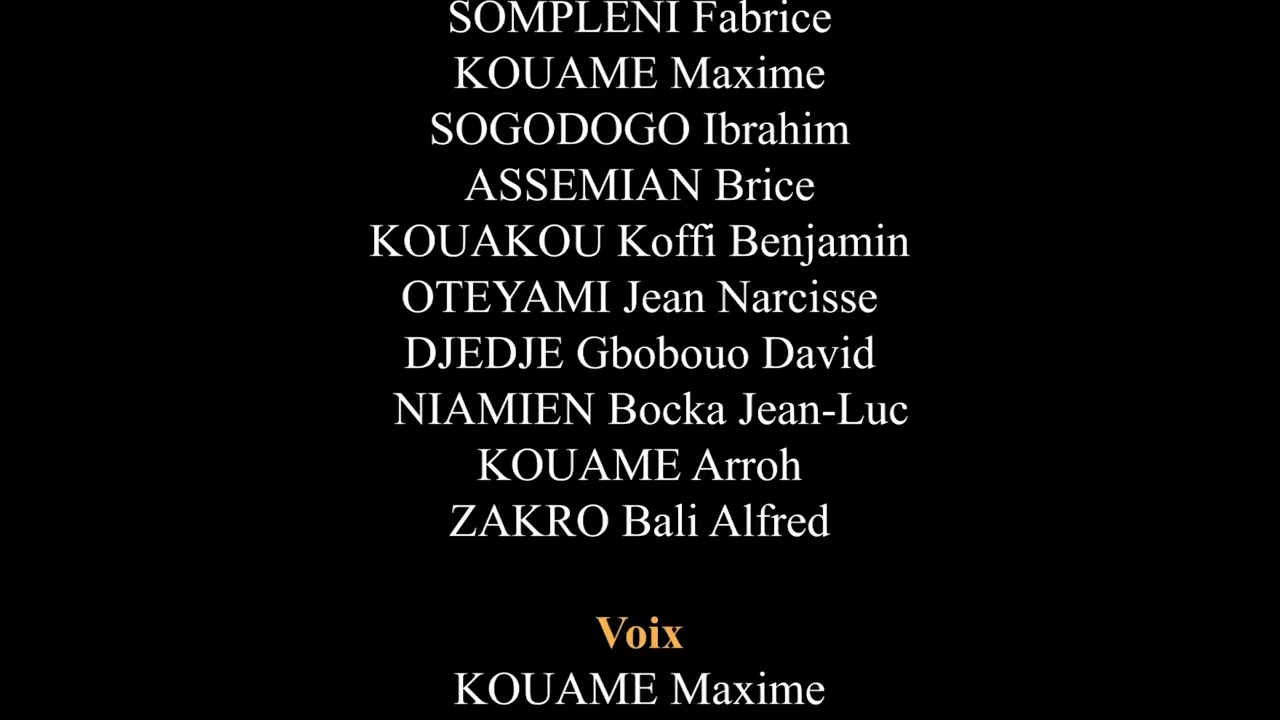 SOMPLENI Fabrice
KOUAME Maxime
SOGODOGO Ibrahim
ASSEMIAN Brice
KOUAKOU Koffi Benjamin
OTEYAMI Jean Narcisse
DJEDJE Gbobouo David
NIAMIEN Bocka Jean-Luc
KOUAME Arroh
ZAKRO Bali Alfred
Voix
KOUAME Maxime